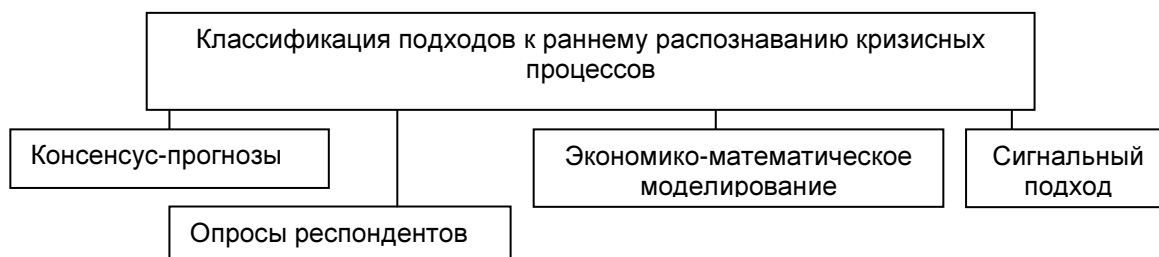 Классификация подходов к раннему распознаванию кризисных
процессов
Консенсус-прогнозы
Экономико-математическое
моделирование
Сигнальный
подход
Опросы респондентов